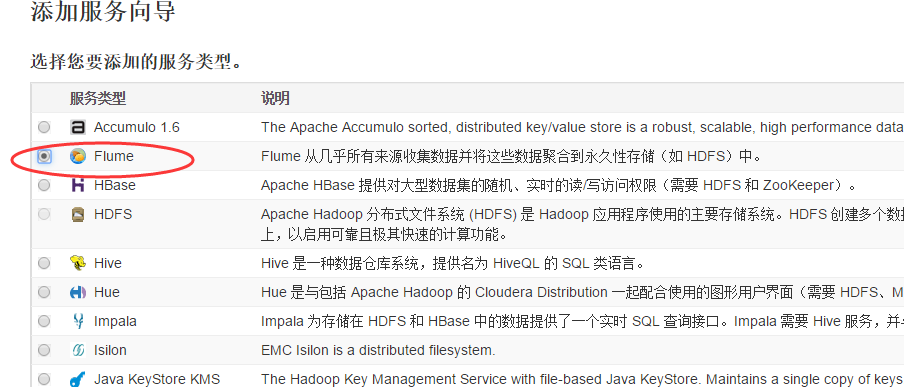 添加服务向导
选择您要添加的服务类型。
服务类型 说明
Accumulo 1.6 The Apache Accumulo sorted, distributed key/value store is a robust, scalable, high performance data
Flume Flume 从几乎所有来源收集数据并将这些数据聚合到永久性存储（如 HDFS）中。
HBase Apache HBase 提供对大型数据集的随机、实时的读/写访问权限（需要 HDFS 和 ZooKeeper）。
HDFS Apache Hadoop 分布式文件系统 (HDFS) 是 Hadoop 应用程序使用的主要存储系统。HDFS 创建多个数
上，以启用可靠且极其快速的计算功能。
Hive Hive 是一种数据仓库系统，提供名为 HiveQL 的 SQL 类语言。
Hue Hue 是与包括 Apache Hadoop 的 Cloudera Distribution 一起配合使用的图形用户界面（需要 HDFS、M
Impala Impala 为存储在 HDFS 和 HBase 中的数据提供了一个实时 SQL 查询接口。Impala 需要 Hive 服务，并
Isilon EMC Isilon is a distributed filesystem.
Java KeyStore KMS The Hadoop Key Management Service with file-based Java KeyStore. Maintains a single copy of keys